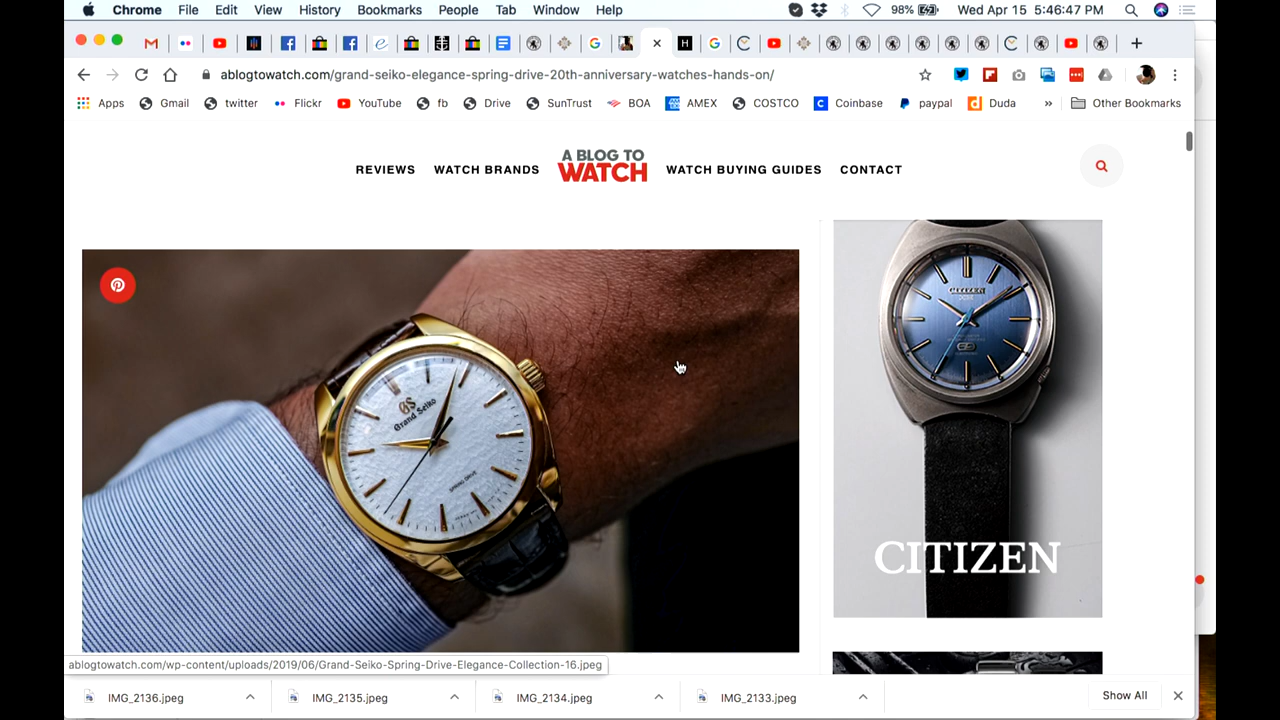 Chrome File Edit View History Bookmarks People Tab Window Help 98% Wed Apr 15 5:46:47 PM
ablogtowatch.com/grand-seiko-elegance-spring-drive-20th-anniversary-watches-hands-on/
Apps Gmail twitter Flickr YouTube fb Drive SunTrust BOA AMEX COSTCO Coinbase paypal Duda » Other Bookmarks
REVIEWS WATCH BRANDS A BLOG TO WATCH WATCH BUYING GUIDES CONTACT
GS
Grand Seiko
SPRING DRIVE
CITIZEN
CITIZEN
ablogtowatch.com/wp-content/uploads/2019/06/Grand-Seiko-Spring-Drive-Elegance-Collection-16.jpeg
IMG_2136.jpeg IMG_2135.jpeg IMG_2134.jpeg IMG_2133.jpeg Show All